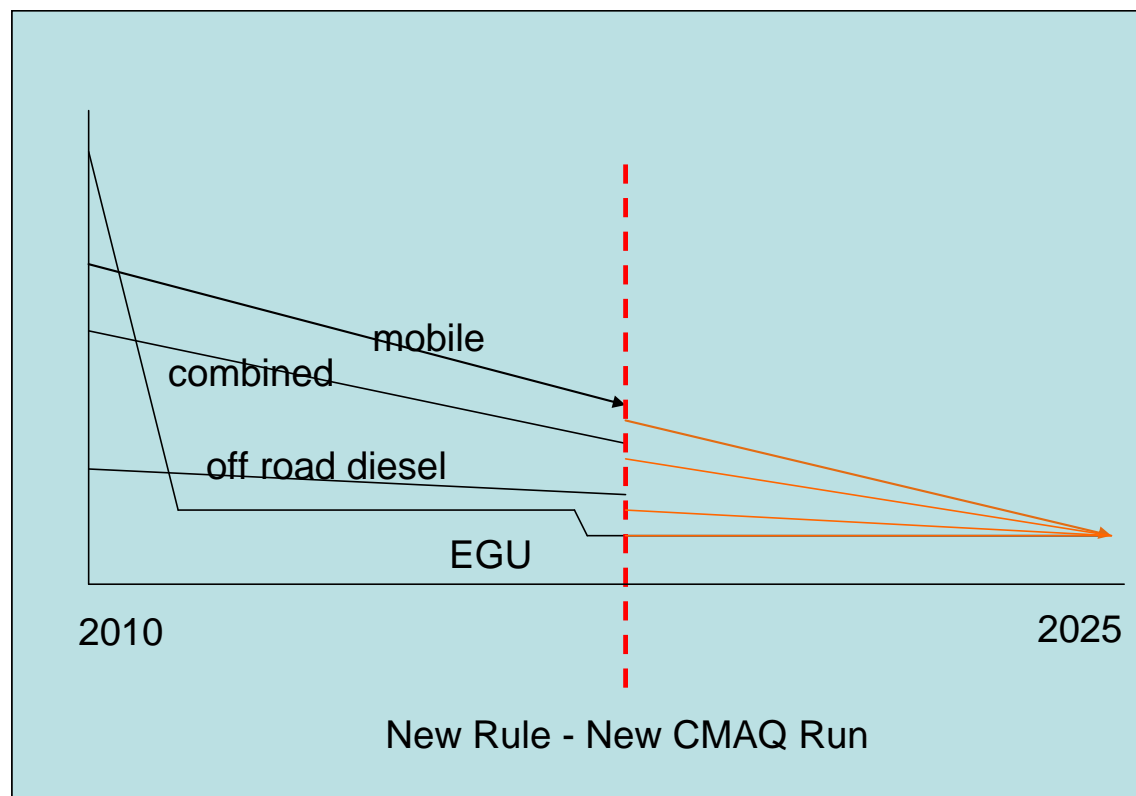 mobile
combined
off road diesel
EGU
2010
2025
New Rule - New CMAQ Run